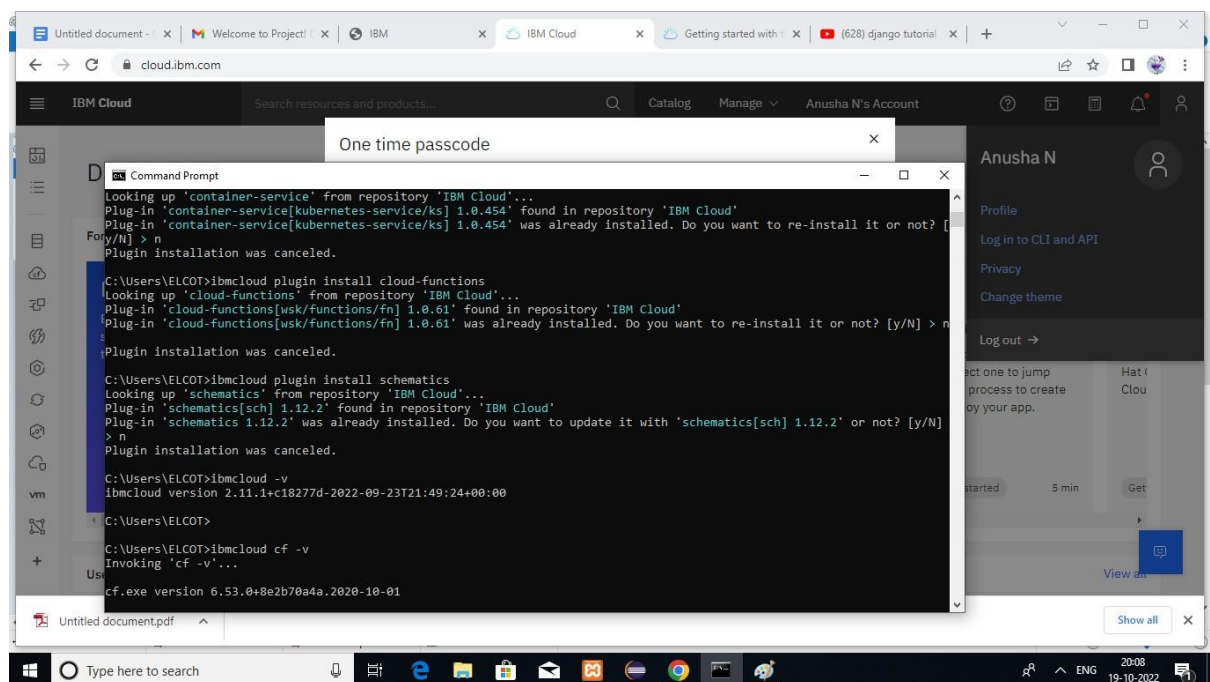 Untitled document -
Welcome to Project!
IBM
IBM Cloud
Getting started with
(628) django tutorial
cloud.ibm.com
IBM Cloud
Search resources and products...
Catalog
Manage
Anusha N's Account
One time passcode
Anusha N
Profile
Log in to CLI and API
Privacy
Change theme
Log out →
D
For
Command Prompt
Looking up 'container-service' from repository 'IBM Cloud'...
Plug-in 'container-service[kubernetes-service/ks] 1.0.454' found in repository 'IBM Cloud'
Plug-in 'container-service[kubernetes-service/ks] 1.0.454' was already installed. Do you want to re-install it or not? [
y/N] > n
Plugin installation was canceled.
C:\Users\ELCOT>ibmcloud plugin install cloud-functions
Looking up 'cloud-functions' from repository 'IBM Cloud'...
Plug-in 'cloud-functions[wsk/functions/fn] 1.0.61' found in repository 'IBM Cloud'
Plug-in 'cloud-functions[wsk/functions/fn] 1.0.61' was already installed. Do you want to re-install it or not? [y/N] > n
Plugin installation was canceled.
C:\Users\ELCOT>ibmcloud plugin install schematics
Looking up 'schematics' from repository 'IBM Cloud'...
Plug-in 'schematics[sch] 1.12.2' found in repository 'IBM Cloud'
Plug-in 'schematics 1.12.2' was already installed. Do you want to update it with 'schematics[sch] 1.12.2' or not? [y/N]
> n
Plugin installation was canceled.
C:\Users\ELCOT>ibmcloud -v
ibmcloud version 2.11.1+c18277d-2022-09-23T21:49:24+00:00
C:\Users\ELCOT>
C:\Users\ELCOT>ibmcloud cf -v
Invoking 'cf -v'...
cf.exe version 6.53.0+8e2b70a4a.2020-10-01
ect one to jump
process to create
oy your app.
Hat
Clou
started
5 min
Get
vm
Use
View all
Untitled document.pdf
Show all
Type here to search
ENG
20:08
19-10-2022